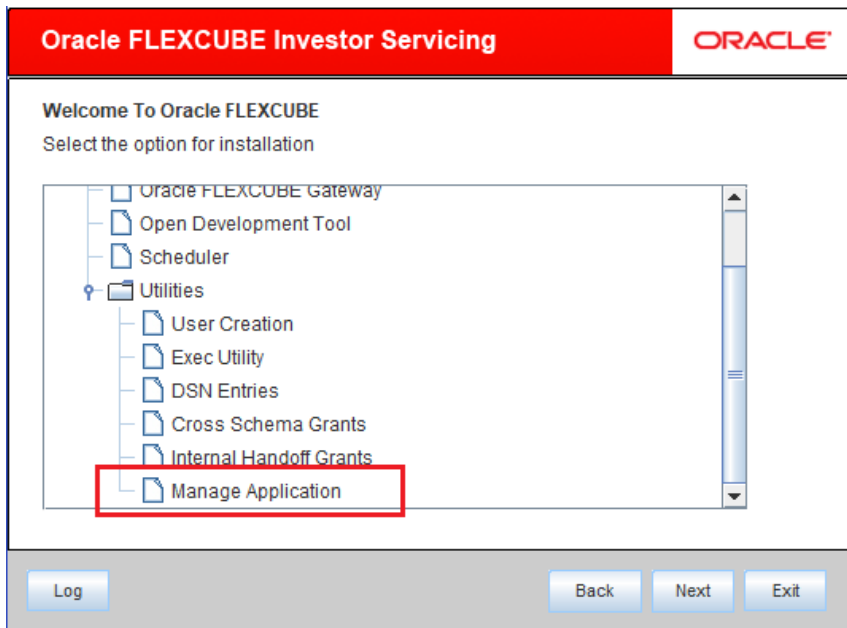 Oracle FLEXCUBE Investor Servicing
ORACLE
Welcome To Oracle FLEXCUBE
Select the option for installation
Oracle FLEXCUBE Gateway
Open Development Tool
Scheduler
Utilities
User Creation
Exec Utility
DSN Entries
Cross Schema Grants
Internal Handoff Grants
Manage Application
Log
Back
Next
Exit